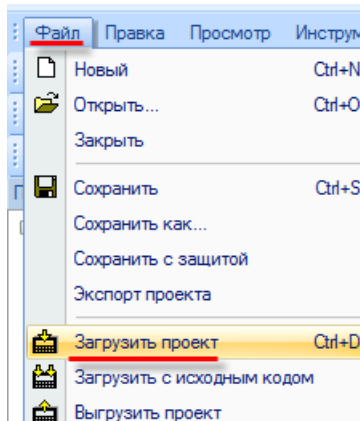 Файл Правка Просмотр Инструм
Новый Ctrl+N
Открыть... Ctrl+O
Закрыть
Сохранить Ctrl+S
Сохранить как...
Сохранить с защитой
Экспорт проекта
Загрузить проект Ctrl+D
Загрузить с исходным кодом
Выгрузить проект